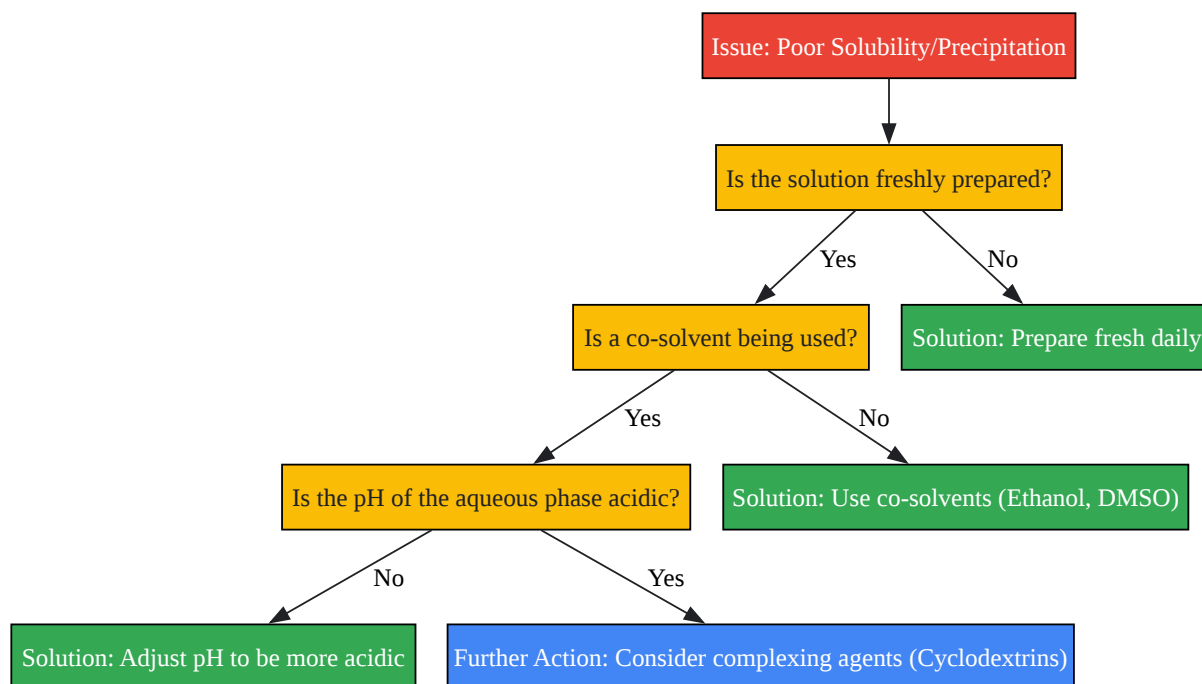 Issue: Poor Solubility/Precipitation
Is the solution freshly prepared?
Yes
No
Is a co-solvent being used?
Solution: Prepare fresh daily
Yes
No
Is the pH of the aqueous phase acidic?
Solution: Use co-solvents (Ethanol, DMSO)
No
Yes
Solution: Adjust pH to be more acidic
Further Action: Consider complexing agents (Cyclodextrins)